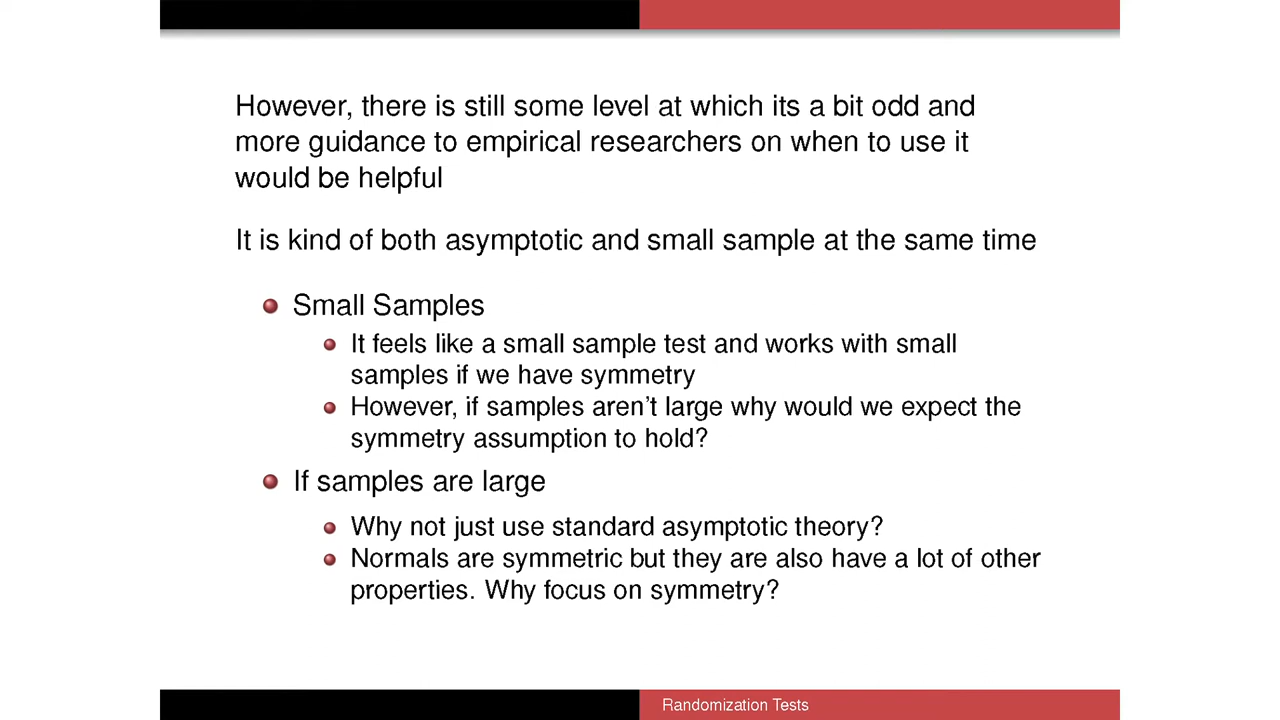 However, there is still some level at which its a bit odd and
more guidance to empirical researchers on when to use it
would be helpful
It is kind of both asymptotic and small sample at the same time
Small Samples
It feels like a small sample test and works with small
samples if we have symmetry
However, if samples aren't large why would we expect the
symmetry assumption to hold?
If samples are large
Why not just use standard asymptotic theory?
Normals are symmetric but they are also have a lot of other
properties. Why focus on symmetry?
Randomization Tests